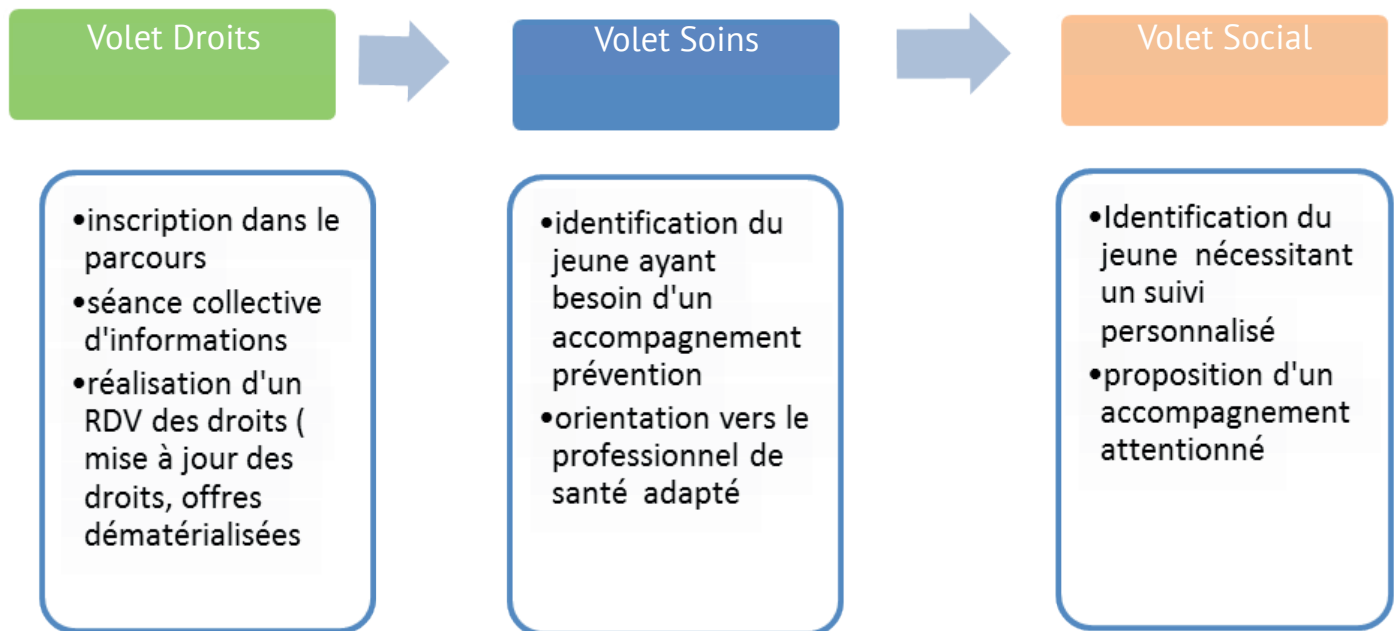 Volet Droits
Volet Soins
Volet Social
•inscription dans le
parcours
•séance collective
d'informations
•réalisation d'un
RDV des droits (
mise à jour des
droits, offres
dématérialisées
•identification du
jeune ayant
besoin d'un
accompagnement
prévention
•orientation vers le
professionnel de
santé adapté
•Identification du
jeune nécessitant
un suivi
personnalisé
•proposition d'un
accompagnement
attentionné